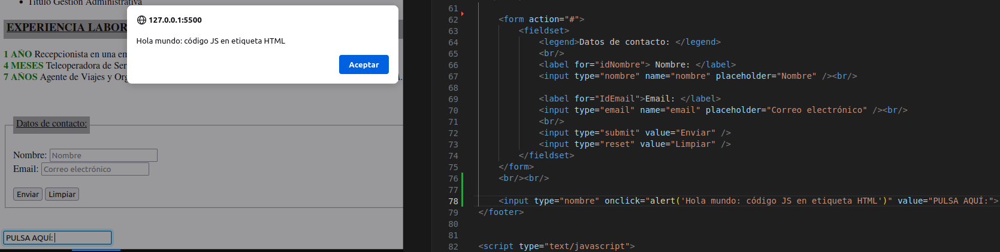 Título Gestión Administrativa
127.0.0.1:5500
Hola mundo: código JS en etiqueta HTML
Aceptar
EXPERIENCIA LABOR
1 AÑO Recepcionista en una em
4 MESES Teleoperadora de Ser
7 AÑOS Agente de Viajes y Org
Datos de contacto:
Nombre: Nombre
Email: Correo electrónico
Enviar Limpiar
PULSA AQUÍ:
61
62 <form action="#">
63 <fieldset>
64 <legend>Datos de contacto: </legend>
65 <br/>
66 <label for="idNombre"> Nombre: </label>
67 <input type="nombre" name="nombre" placeholder="Nombre" /><br/>
68
69 <label for="IdEmail">Email: </label>
70 <input type="email" name="email" placeholder="Correo electrónico" /><br/>
71 <br/>
72 <input type="submit" value="Enviar" />
73 <input type="reset" value="Limpiar" />
74 </fieldset>
75 </form>
76 <br/><br/>
77
78 <input type="nombre" onclick="alert('Hola mundo: código JS en etiqueta HTML')" value="PULSA AQUÍ:">
79 </footer>
80
81
82 <script type="text/javascript">